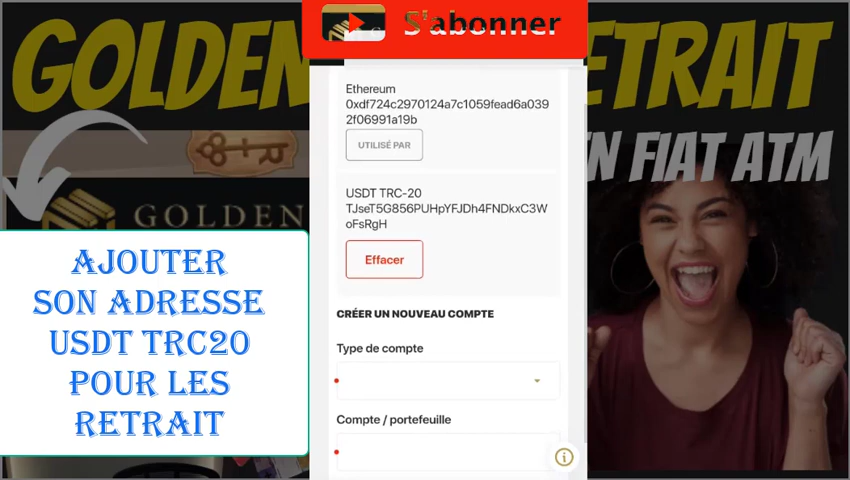 S'abonner
GOLDEN
RETRAIT
EN FIAT ATM
GOLDEN
AJOUTER
SON ADRESSE
USDT TRC20
POUR LES
RETRAIT
Ethereum
0xdf724c2970124a7c1059fead6a039
2f06991a19b
UTILISÉ PAR
USDT TRC-20
TJseT5G856PUHpYFJDh4FNDkxC3W
oFsRgH
Effacer
CRÉER UN NOUVEAU COMPTE
Type de compte
Compte / portefeuille